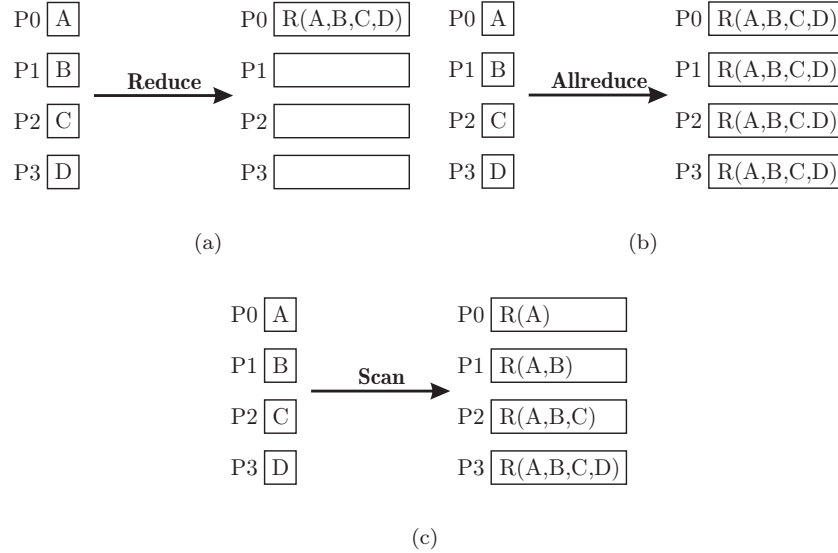 P0 A P0 R(A,B,C,D)
P1 B P1
Reduce
P2 C P2
P3 D P3
(a)
P0 A P0 R(A,B,C,D)
P1 B P1 R(A,B,C,D)
Allreduce
P2 C P2 R(A,B,C.D)
P3 D P3 R(A,B,C,D)
(b)
P0 A P0 R(A)
P1 B P1 R(A,B)
Scan
P2 C P2 R(A,B,C)
P3 D P3 R(A,B,C,D)
(c)